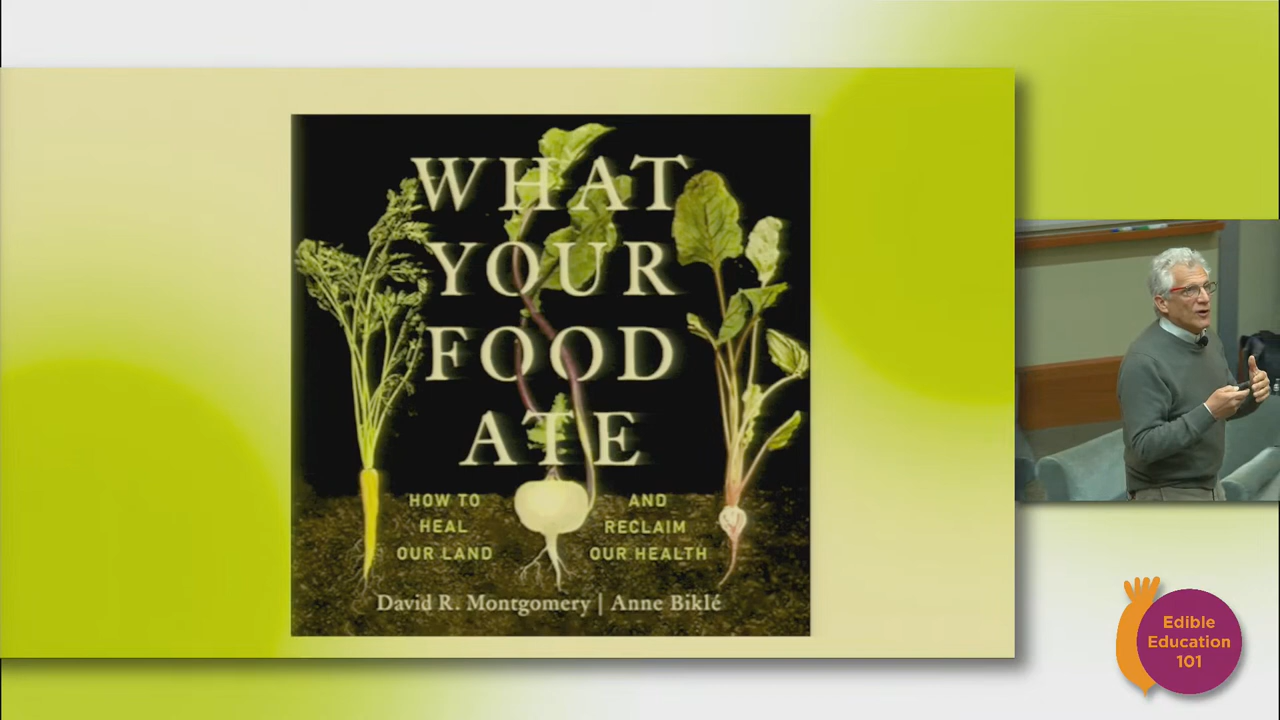 WHAT
YOUR
FOOD
ATE
HOW TO
HEAL
OUR LAND
AND
RECLAIM
OUR HEALTH
David R. Montgomery | Anne Biklé
Edible
Education
101